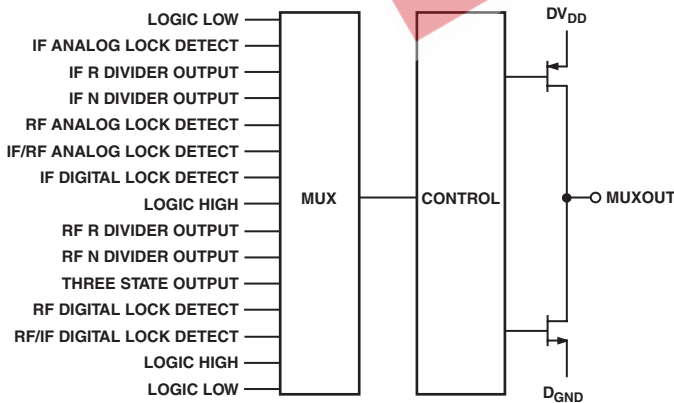 LOGIC LOW
IF ANALOG LOCK DETECT
IF R DIVIDER OUTPUT
IF N DIVIDER OUTPUT
RF ANALOG LOCK DETECT
IF/RF ANALOG LOCK DETECT
IF DIGITAL LOCK DETECT
LOGIC HIGH
RF R DIVIDER OUTPUT
RF N DIVIDER OUTPUT
THREE STATE OUTPUT
RF DIGITAL LOCK DETECT
RF/IF DIGITAL LOCK DETECT
LOGIC HIGH
LOGIC LOW
MUX
CONTROL
DVDD
MUXOUT
DGND